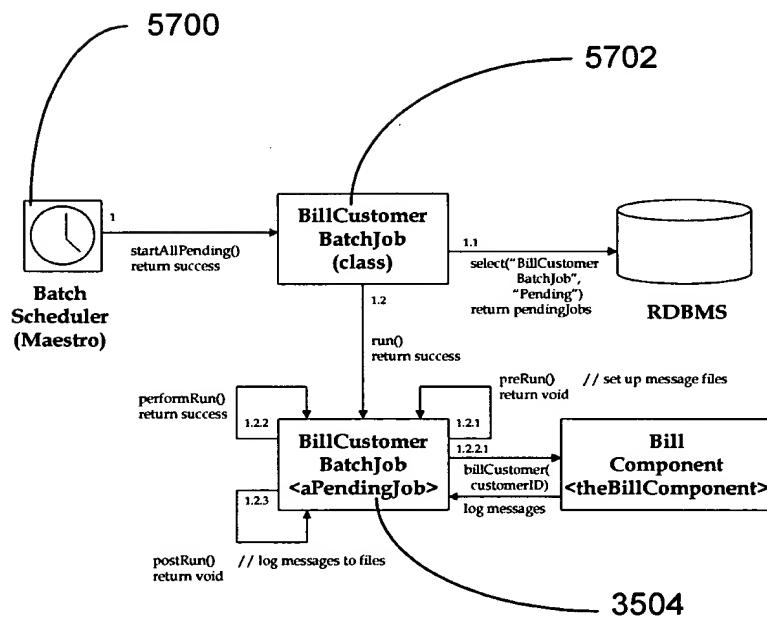 5700
5702
1
startAllPending()
return success
Batch
Scheduler
(Maestro)
BillCustomer
BatchJob
(class)
1.1
select("BillCustomer
BatchJob",
"Pending")
return pendingJobs
RDBMS
1.2
run()
return success
performRun()
return success
1.2.2
preRun() // set up message files
return void
1.2.1
BillCustomer
BatchJob
<aPendingJob>
1.2.2.1
billCustomer(
customerID)
log messages
Bill
Component
<theBillComponent>
1.2.3
postRun() // log messages to files
return void
3504